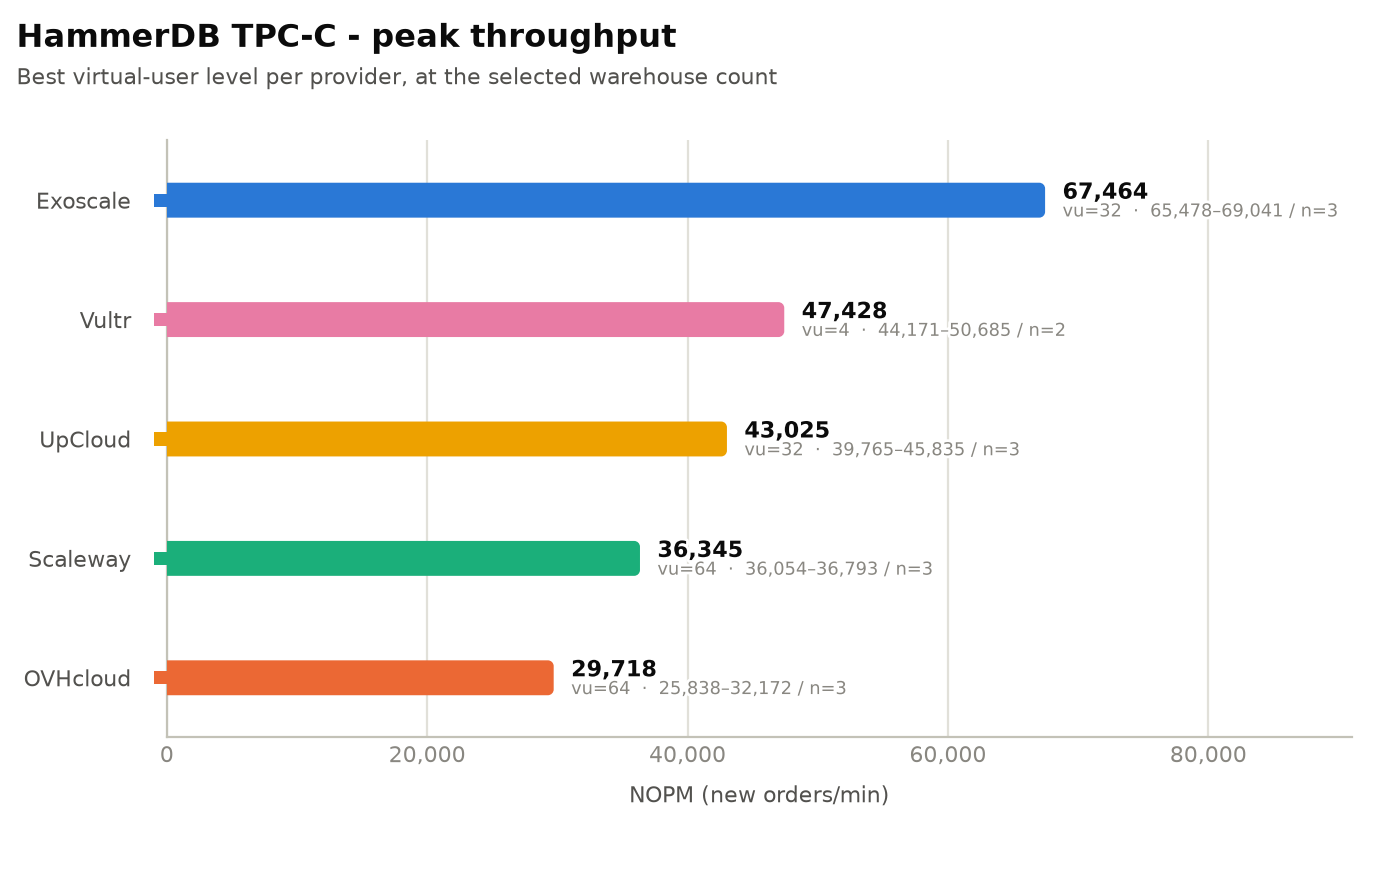 HammerDB TPC-C - peak throughput
Best virtual-user level per provider, at the selected warehouse count
Exoscale
67,464
vu=32 · 65,478–69,041 / n=3
Vultr
47,428
vu=4 · 44,171–50,685 / n=2
UpCloud
43,025
vu=32 · 39,765–45,835 / n=3
Scaleway
36,345
vu=64 · 36,054–36,793 / n=3
OVHcloud
29,718
vu=64 · 25,838–32,172 / n=3
0 20,000 40,000 60,000 80,000
NOPM (new orders/min)